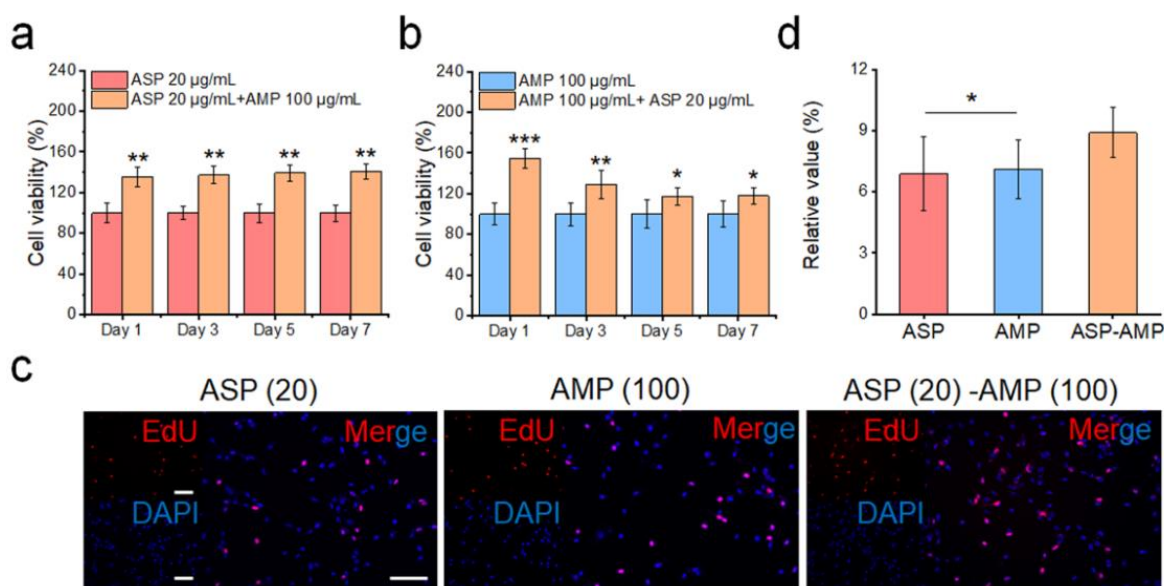 a
240
200
160
120
80
40
0
Cell viability (%)
ASP 20 µg/mL
ASP 20 µg/mL+AMP 100 µg/mL
** ** ** **
Day 1 Day 3 Day 5 Day 7
b
240
200
160
120
80
40
0
Cell viability (%)
AMP 100 µg/mL
AMP 100 µg/mL+ ASP 20 µg/mL
*** ** * *
Day 1 Day 3 Day 5 Day 7
d
12
9
6
3
0
Relative value (%)
*
ASP AMP ASP-AMP
c
ASP (20)
EdU Merge
DAPI
AMP (100)
EdU Merge
DAPI
ASP (20) -AMP (100)
EdU Merge
DAPI